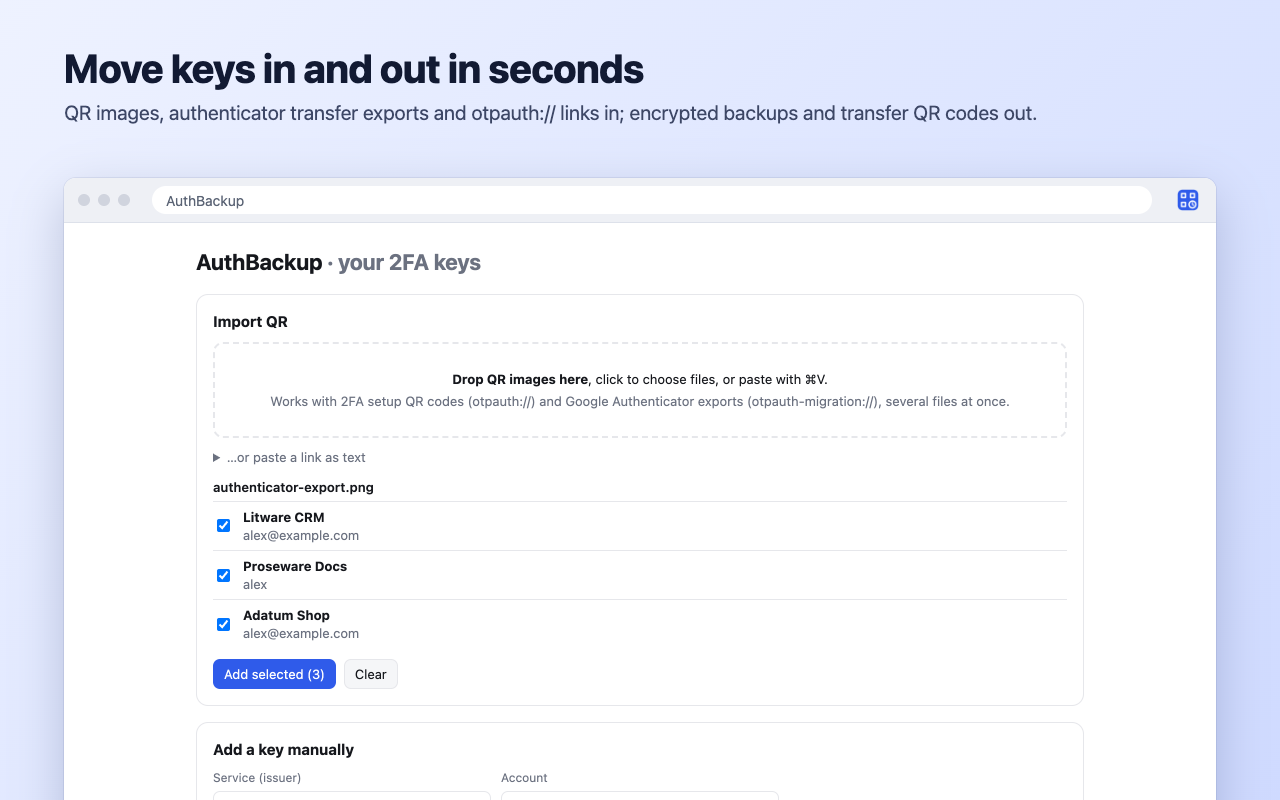 Move keys in and out in seconds
QR images, authenticator transfer exports and otpauth:// links in; encrypted backups and transfer QR codes out.
AuthBackup
AuthBackup · your 2FA keys
Import QR
Drop QR images here, click to choose files, or paste with ⌘V.
Works with 2FA setup QR codes (otpauth://) and Google Authenticator exports (otpauth-migration://), several files at once.
...or paste a link as text
authenticator-export.png
Litware CRM
alex@example.com
Proseware Docs
alex
Adatum Shop
alex@example.com
Add selected (3) Clear
Add a key manually
Service (issuer) Account